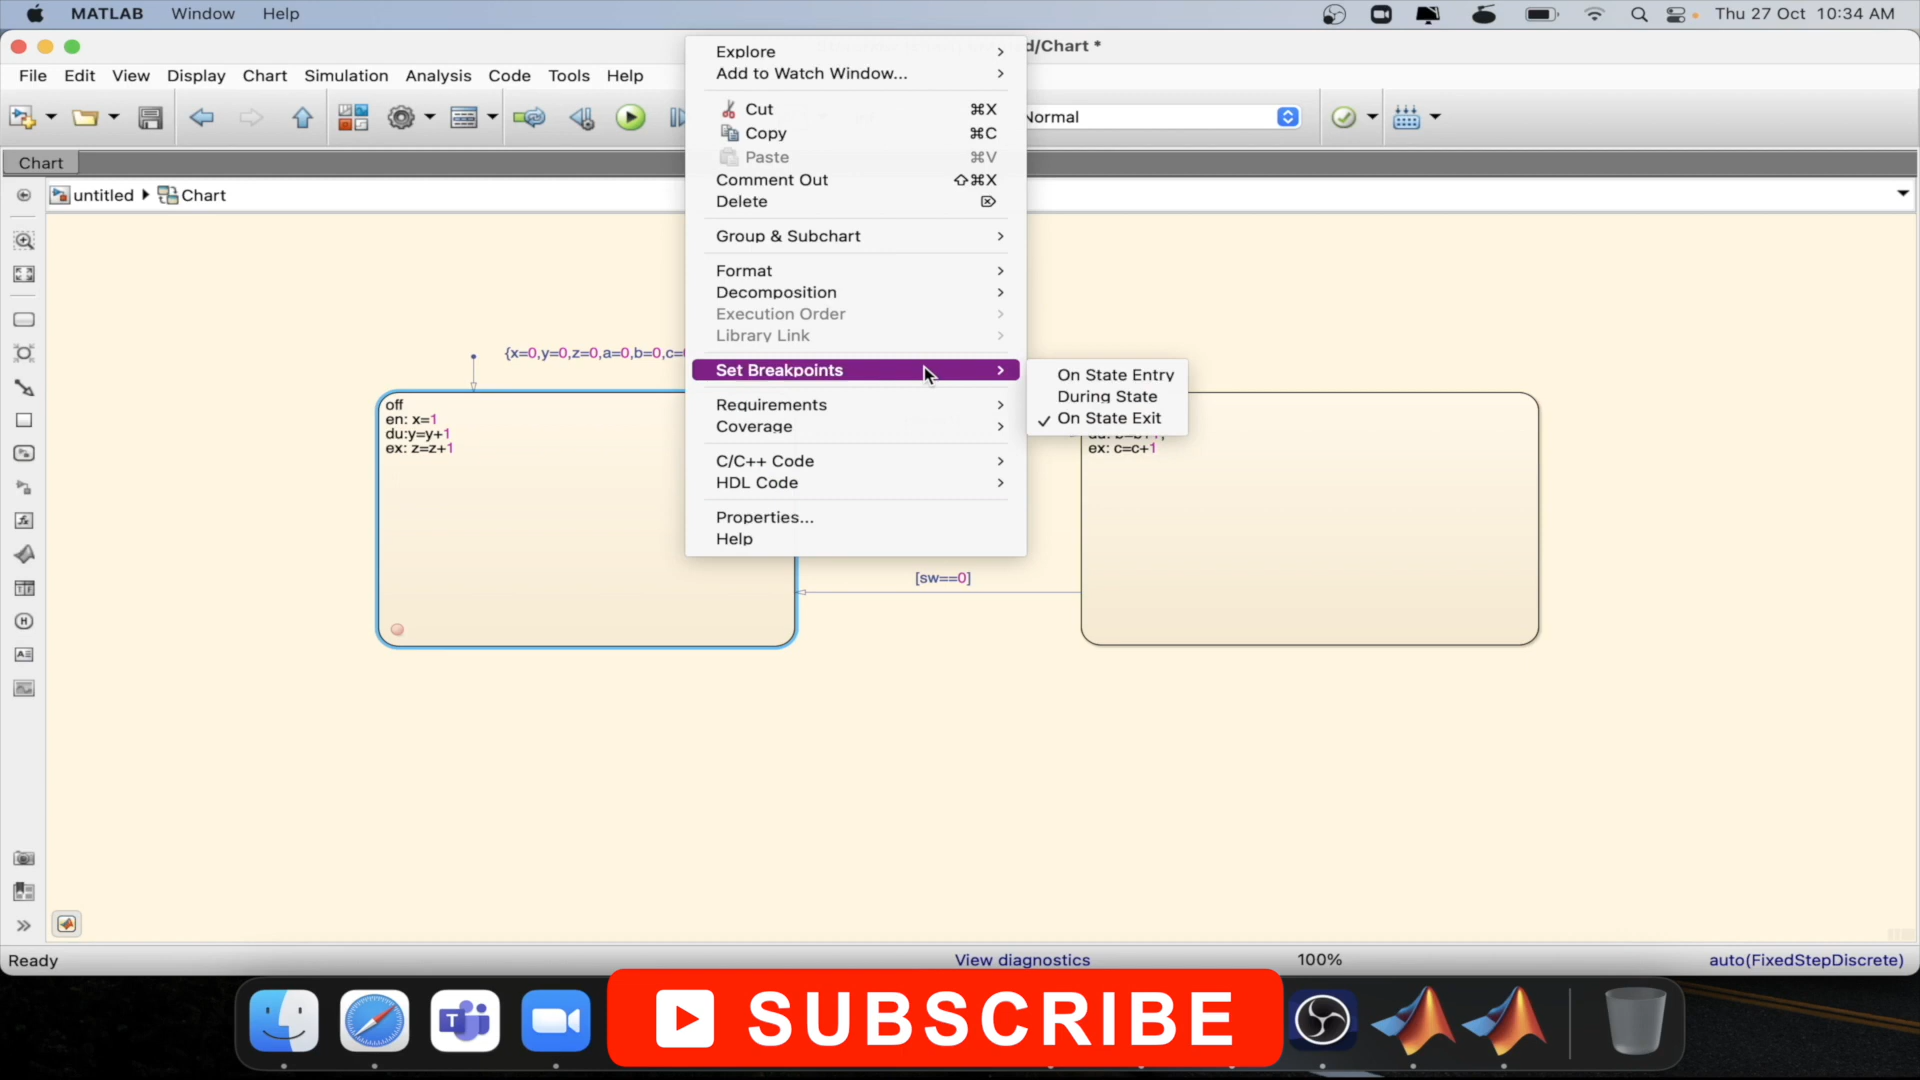 MATLAB Window Help
Thu 27 Oct 10:34 AM
d/Chart *
File Edit View Display Chart Simulation Analysis Code Tools Help
Normal
Chart
untitled Chart
Explore
Add to Watch Window...
Cut ⌘X
Copy ⌘C
Paste ⌘V
Comment Out ⇧⌘X
Delete
Group & Subchart
Format
Decomposition
Execution Order
Library Link
Set Breakpoints
Requirements
Coverage
C/C++ Code
HDL Code
Properties...
Help
On State Entry
During State
✓ On State Exit
{x=0,y=0,z=0,a=0,b=0,c=
off
en: x=1
du:y=y+1
ex: z=z+1
ex: c=c+1
[sw==0]
Ready
View diagnostics
100%
auto(FixedStepDiscrete)
SUBSCRIBE